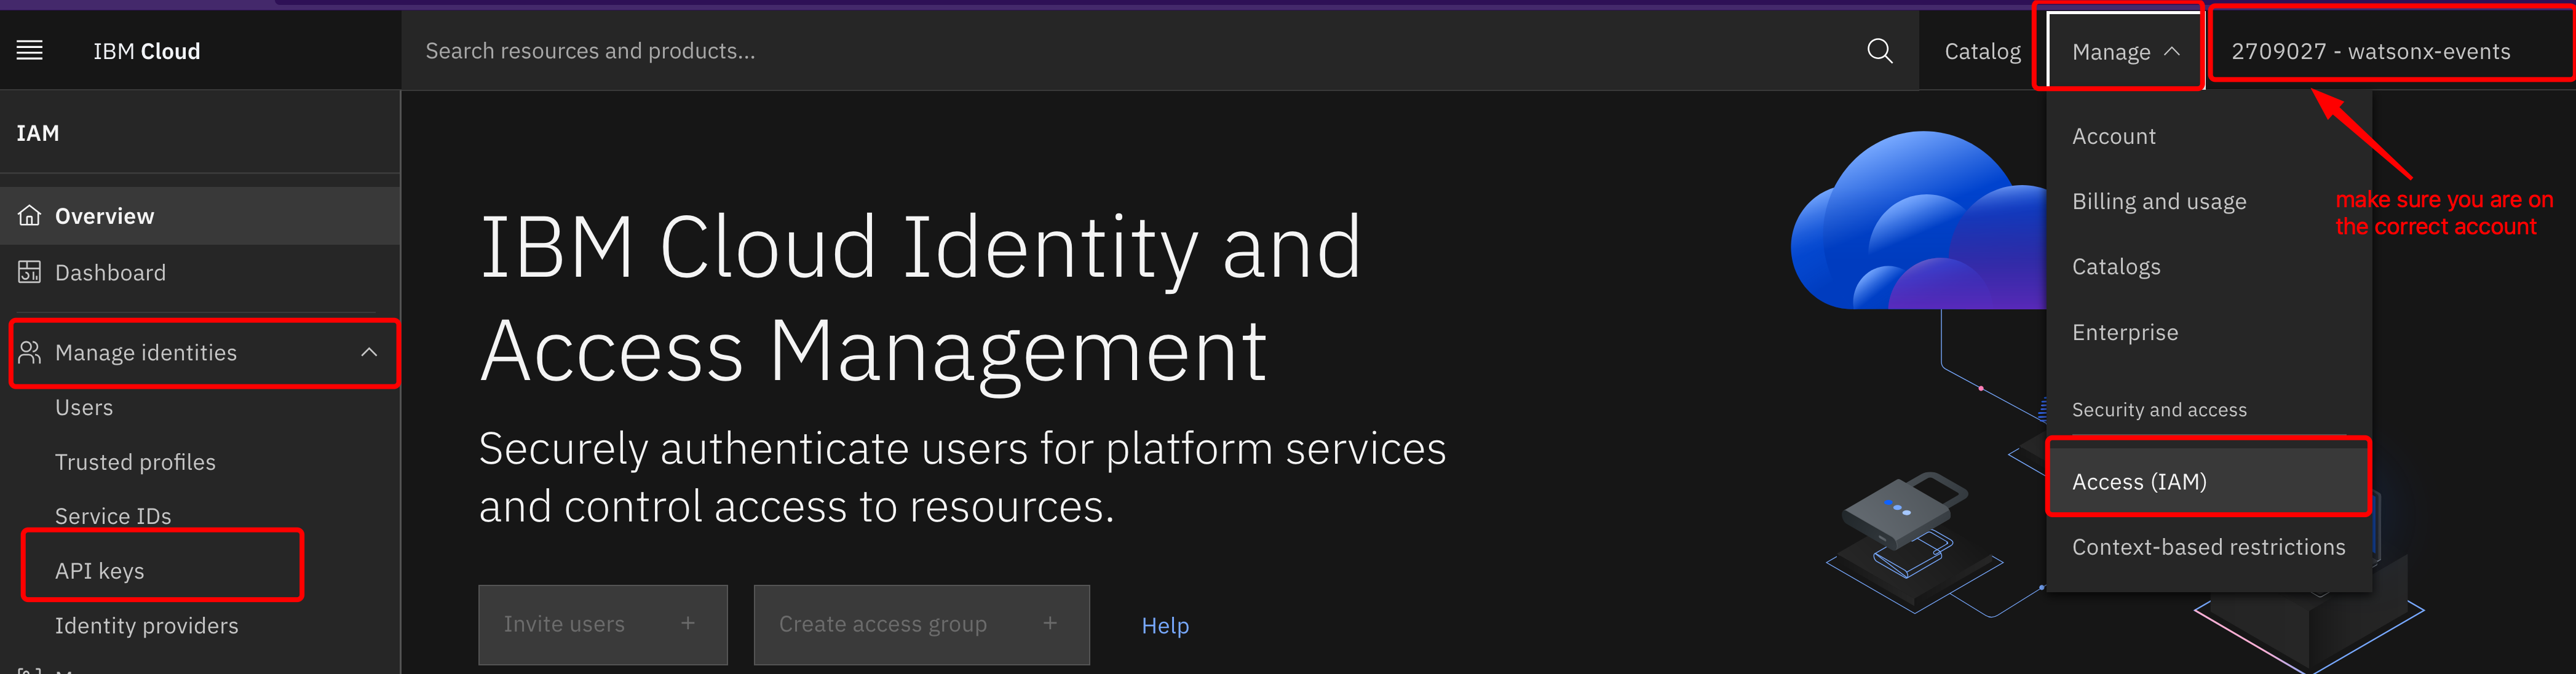 IBM Cloud
Search resources and products...
Catalog
Manage
2709027 - watsonx-events
IAM
Overview
Dashboard
Manage identities
Users
Trusted profiles
Service IDs
API keys
Identity providers
IBM Cloud Identity and
Access Management
Securely authenticate users for platform services
and control access to resources.
Invite users
Create access group
Help
Account
Billing and usage
Catalogs
Enterprise
Security and access
Access (IAM)
Context-based restrictions
make sure you are on
the correct account